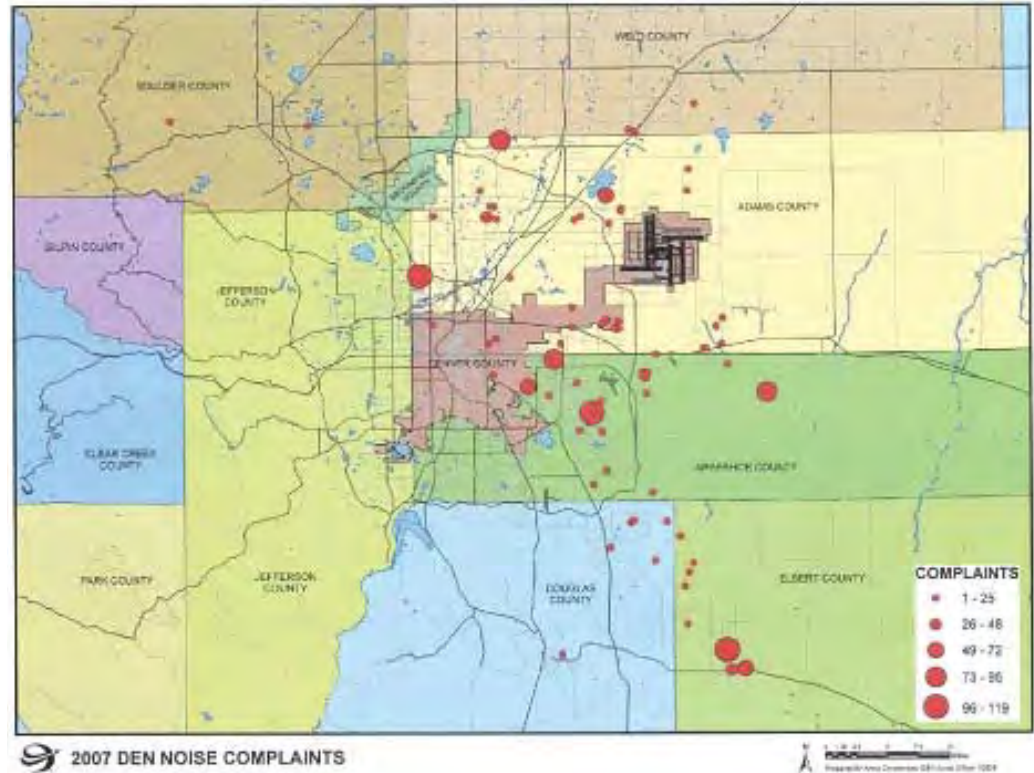 WELD COUNTY
BOULDER COUNTY
ADAMS COUNTY
GILPIN COUNTY
JEFFERSON
COUNTY
DENVER COUNTY
CLEAR CREEK
COUNTY
ARAPAHOE COUNTY
PARK COUNTY
JEFFERSON
COUNTY
DOUGLAS
COUNTY
ELBERT COUNTY
COMPLAINTS
1 - 25
26 - 48
49 - 72
73 - 95
96 - 119
2007 DEN NOISE COMPLAINTS
N